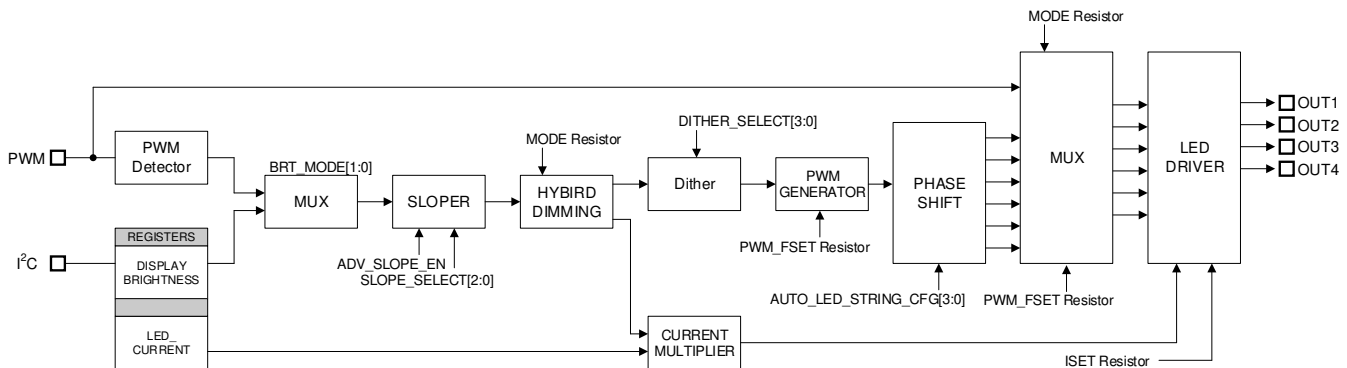 MODE Resistor
PWM
PWM
Detector
BRT_MODE[1:0]
MUX
SLOPER
ADV_SLOPE_EN
SLOPE_SELECT[2:0]
MODE Resistor
HYBIRD
DIMMING
DITHER_SELECT[3:0]
Dither
PWM
GENERATOR
PWM_FSET Resistor
PHASE
SHIFT
AUTO_LED_STRING_CFG[3:0]
MUX
PWM_FSET Resistor
LED
DRIVER
OUT1
OUT2
OUT3
OUT4
I²C
REGISTERS
DISPLAY
BRIGHTNESS
LED_
CURRENT
CURRENT
MULTIPLIER
ISET Resistor